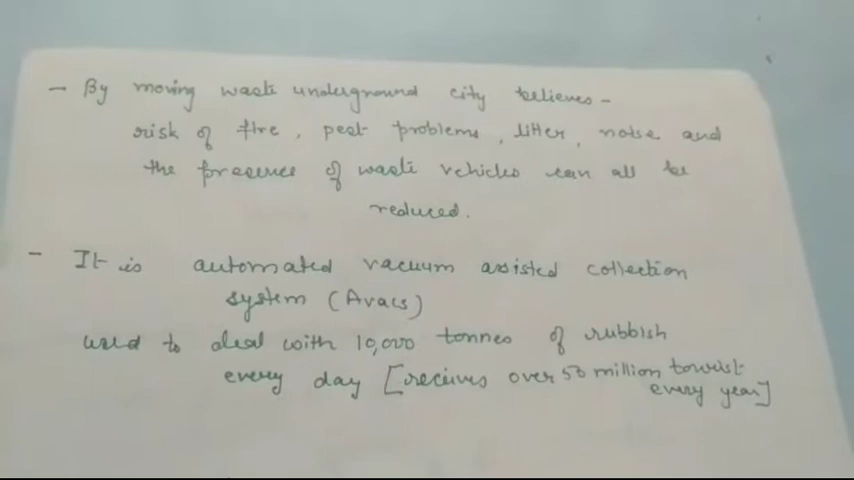 - By moving waste underground city believes -
risk of fire, pest problems, litter, noise and
the presence of waste vehicles can all be
reduced.
- It is automated vacuum assisted collection
system (Avacs)
used to deal with 10,000 tonnes of rubbish
every day [receives over 50 million tourist
every year]